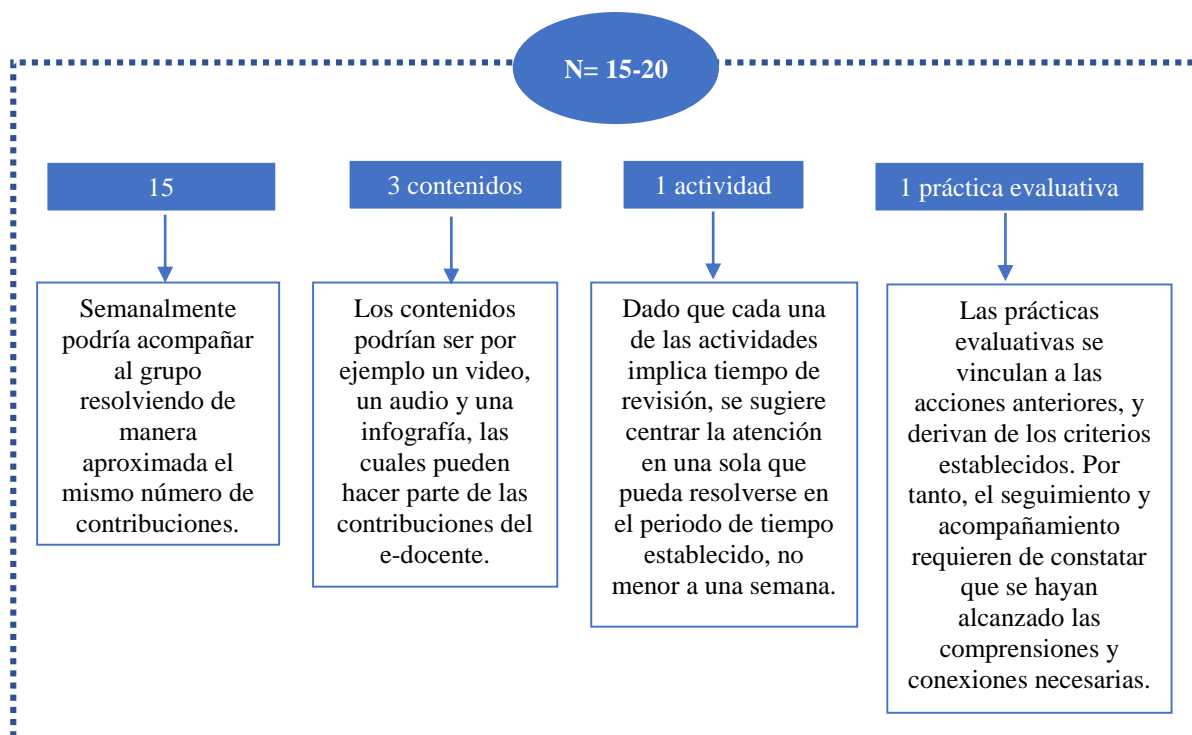 N= 15-20
15
3 contenidos
1 actividad
1 práctica evaluativa
Semanalmente
podría acompañar
al grupo
resolviendo de
manera
aproximada el
mismo número de
contribuciones.
Los contenidos
podrían ser por
ejemplo un video,
un audio y una
infografía, las
cuales pueden
hacer parte de las
contribuciones del
e-docente.
Dado que cada una
de las actividades
implica tiempo de
revisión, se sugiere
centrar la atención
en una sola que
pueda resolverse en
el periodo de tiempo
establecido, no
menor a una semana.
Las prácticas
evaluativas se
vinculan a las
acciones anteriores, y
derivan de los criterios
establecidos. Por
tanto, el seguimiento y
acompañamiento
requieren de constatar
que se hayan
alcanzado las
comprensiones y
conexiones necesarias.